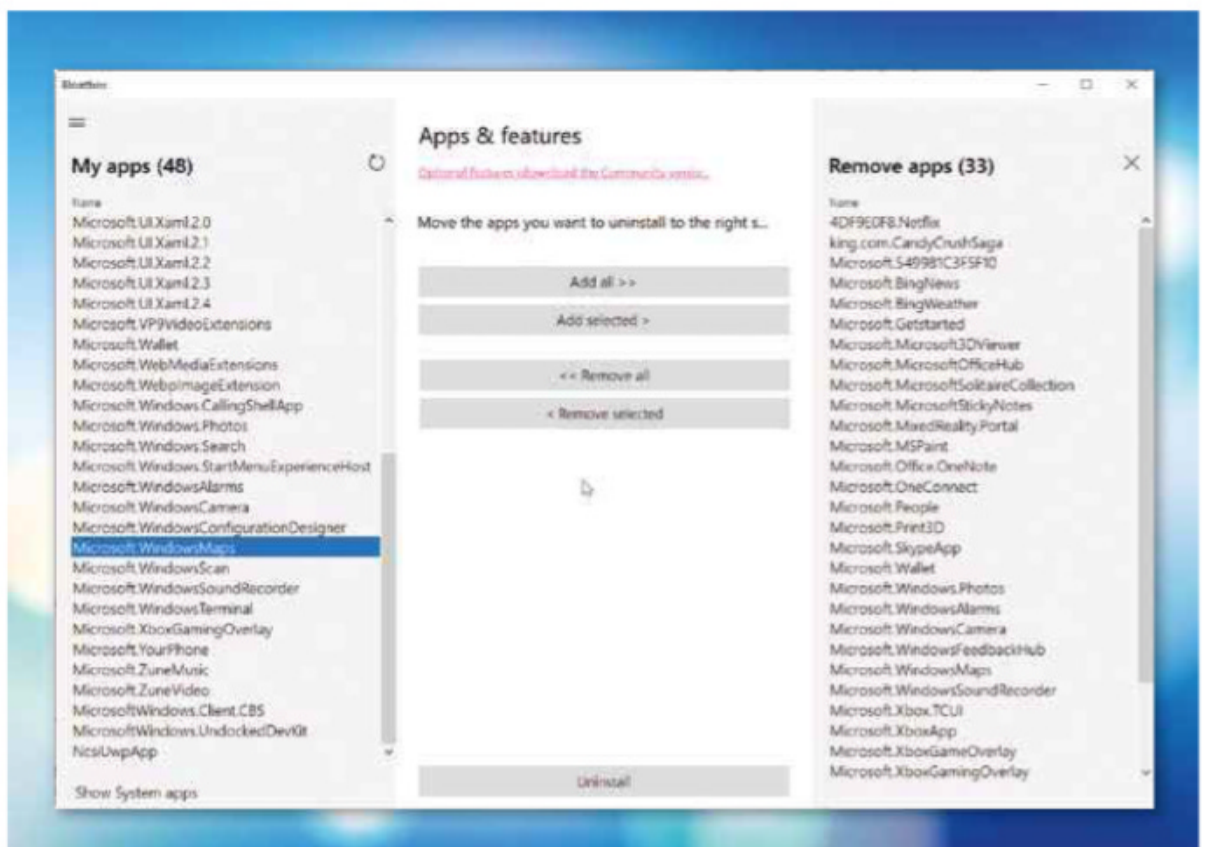 My apps (48)
Name
Microsoft.UI.Xaml.2.0
Microsoft.UI.Xaml.2.1
Microsoft.UI.Xaml.2.2
Microsoft.UI.Xaml.2.3
Microsoft.UI.Xaml.2.4
Microsoft.VP9VideoExtensions
Microsoft.Wallet
Microsoft.WebMediaExtensions
Microsoft.WebpImageExtension
Microsoft.Windows.CallingShellApp
Microsoft.Windows.Photos
Microsoft.Windows.Search
Microsoft.Windows.StartMenuExperienceHost
Microsoft.WindowsAlarms
Microsoft.WindowsCamera
Microsoft.WindowsConfigurationDesigner
Microsoft.WindowsMaps
Microsoft.WindowsScan
Microsoft.WindowsSoundRecorder
Microsoft.WindowsTerminal
Microsoft.XboxGamingOverlay
Microsoft.YourPhone
Microsoft.ZuneMusic
Microsoft.ZuneVideo
MicrosoftWindows.Client.CBS
MicrosoftWindows.UndockedDevKit
NcsiUwpApp
Show System apps
Apps & features
Optional features download the Community
Move the apps you want to uninstall to the right s...
Add all >>
Add selected >
<< Remove all
< Remove selected
Uninstall
Remove apps (33)
Name
4DF9E0F8.Netflix
king.com.CandyCrushSaga
Microsoft.549981C3F5F10
Microsoft.BingNews
Microsoft.BingWeather
Microsoft.Getstarted
Microsoft.Microsoft3DViewer
Microsoft.MicrosoftOfficeHub
Microsoft.MicrosoftSolitaireCollection
Microsoft.MicrosoftStickyNotes
Microsoft.MixedReality.Portal
Microsoft.MSPaint
Microsoft.Office.OneNote
Microsoft.OneConnect
Microsoft.People
Microsoft.Print3D
Microsoft.SkypeApp
Microsoft.Wallet
Microsoft.Windows.Photos
Microsoft.WindowsAlarms
Microsoft.WindowsCamera
Microsoft.WindowsFeedbackHub
Microsoft.WindowsMaps
Microsoft.WindowsSoundRecorder
Microsoft.Xbox.TCUI
Microsoft.XboxApp
Microsoft.XboxGameOverlay
Microsoft.XboxGamingOverlay